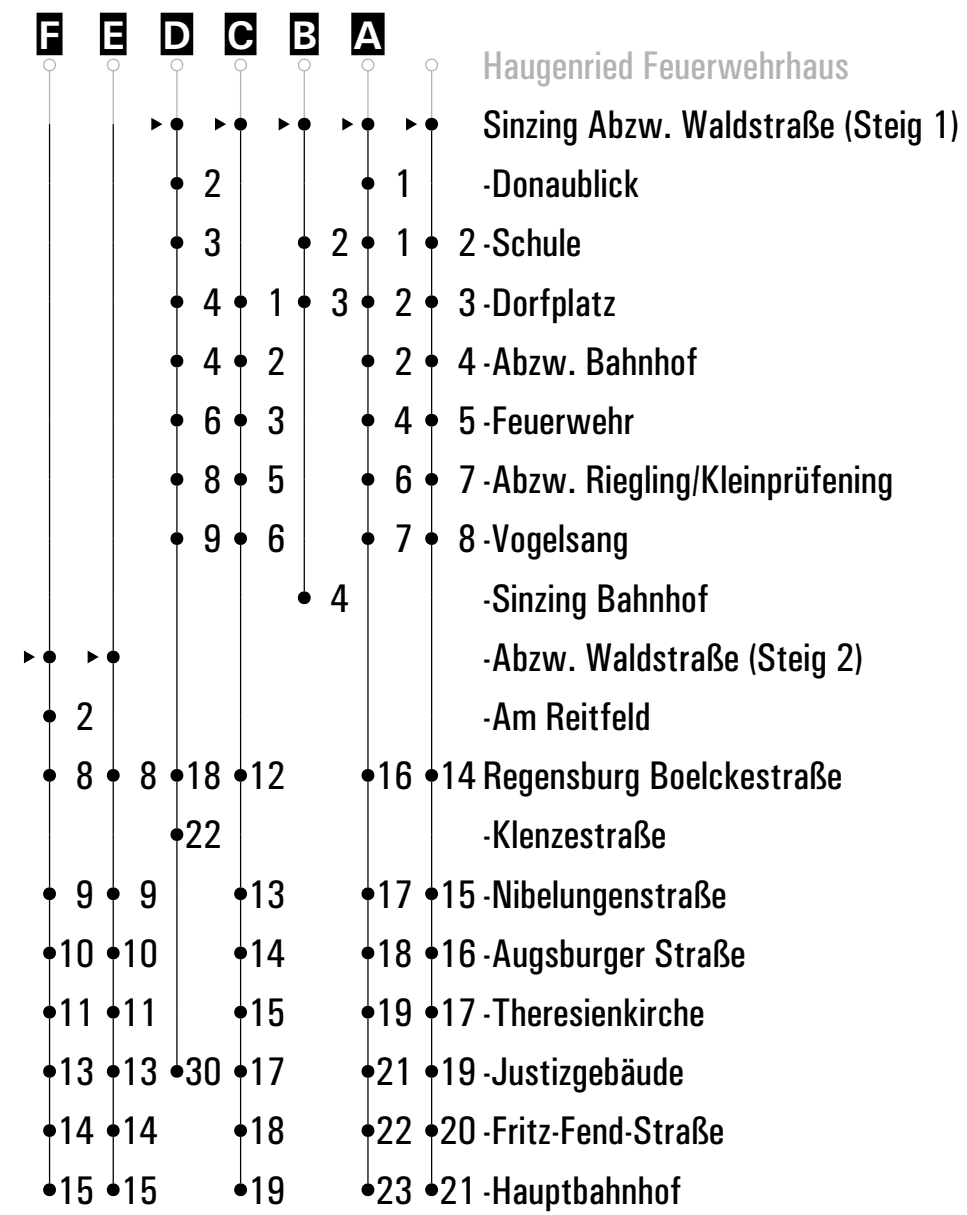 F E D C B A
Haugenried Feuerwehrhaus
Sinzing Abzw. Waldstraße (Steig 1)
2 1 -Donaublick
3 2 1 2 -Schule
4 1 3 2 3 -Dorfplatz
4 2 2 4 -Abzw. Bahnhof
6 3 4 5 -Feuerwehr
8 5 6 7 -Abzw. Riegling/Kleinprüfening
9 6 7 8 -Vogelsang
4 -Sinzing Bahnhof
-Abzw. Waldstraße (Steig 2)
2 -Am Reitfeld
8 8 18 12 16 14 Regensburg Boelckestraße
22 -Klenzestraße
9 9 13 17 15 -Nibelungenstraße
10 10 14 18 16 -Augsburger Straße
11 11 15 19 17 -Theresienkirche
13 13 30 17 21 19 -Justizgebäude
14 14 18 22 20 -Fritz-Fend-Straße
15 15 19 23 21 -Hauptbahnhof